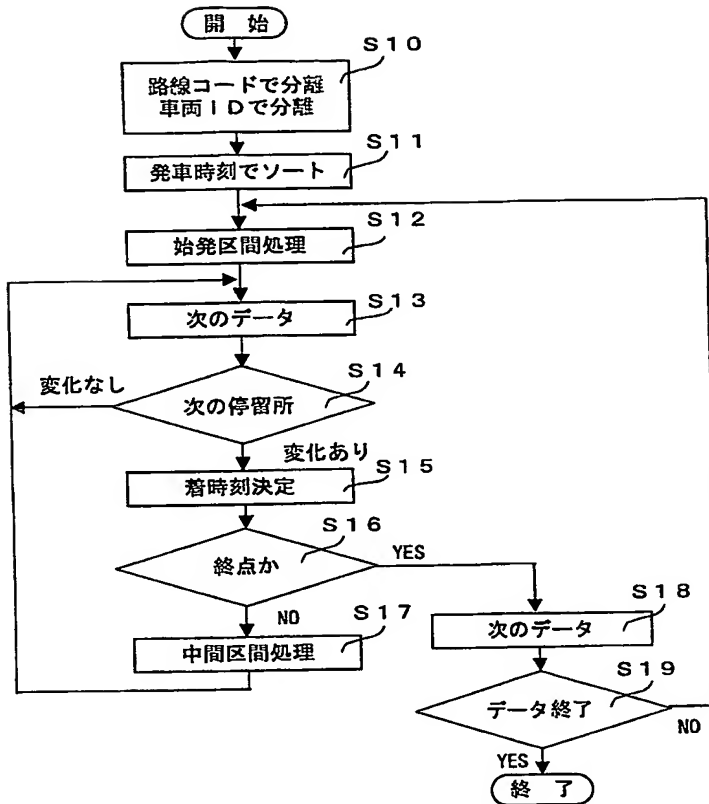 開 始
S10
路線コードで分離
車両IDで分離
S11
発車時刻でソート
S12
始発区間処理
S13
次のデータ
S14
変化なし
次の停留所
変化あり
S15
着時刻決定
S16
終点か
YES
NO
S17
中間区間処理
S18
次のデータ
S19
データ終了
NO
YES
終 了